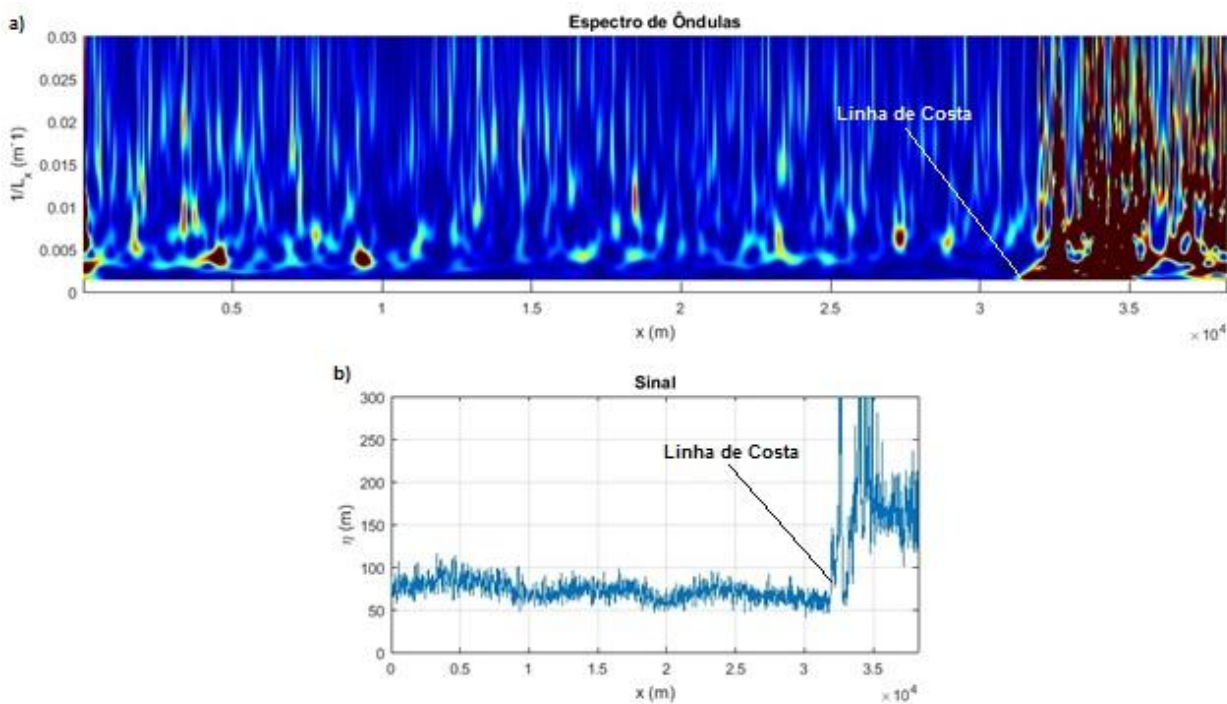 a)
Espectro de Ôndulas
0.03
0.025
0.02
0.015
0.01
0.005
0
1/L_x (m^-1)
Linha de Costa
0.5 1 1.5 2 2.5 3 3.5
x (m)
× 10^4
b)
Sinal
300
250
200
150
100
50
0
η (m)
Linha de Costa
0 0.5 1 1.5 2 2.5 3 3.5
x (m)
× 10^4